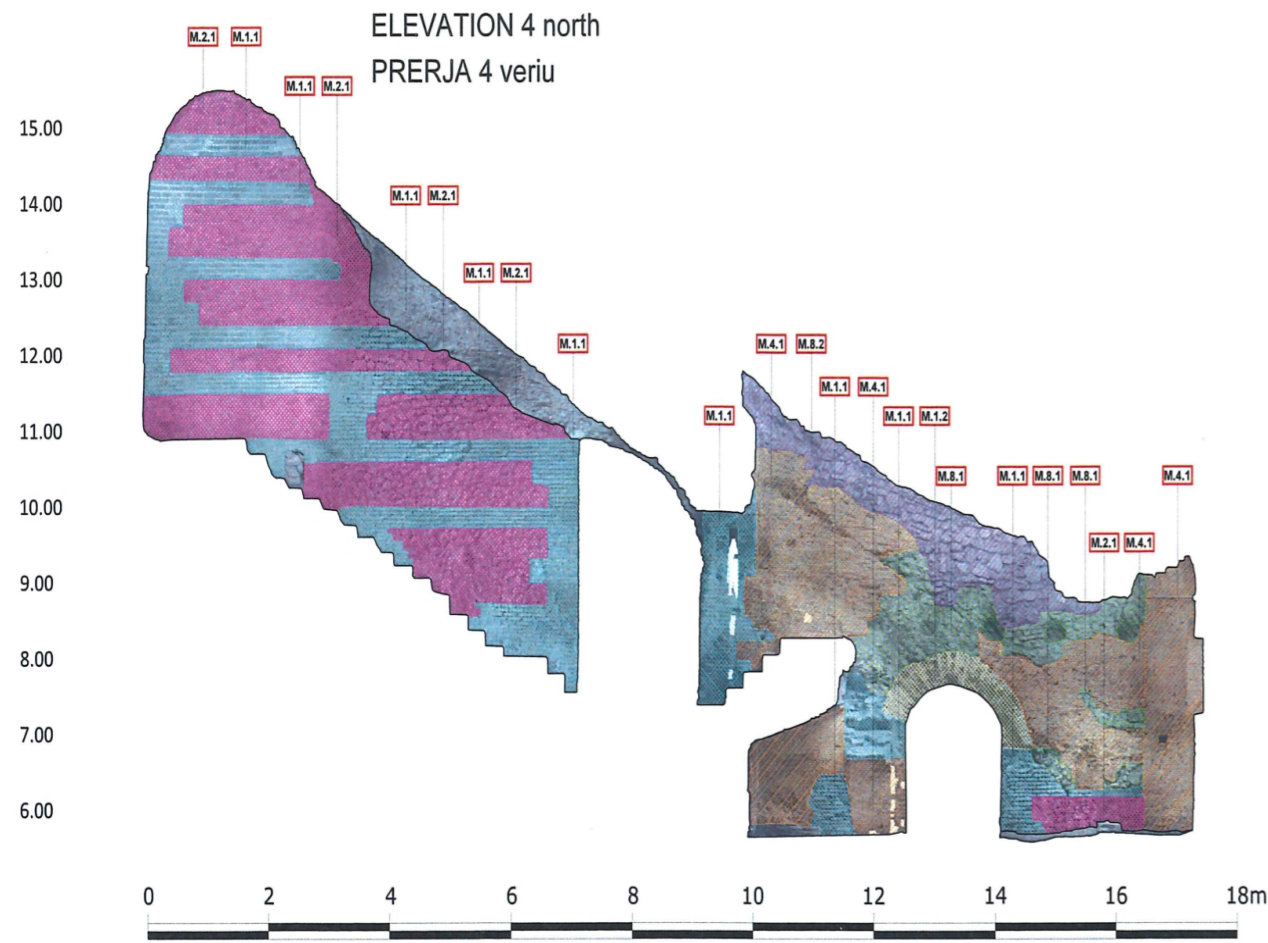 ELEVATION 4 north
PRERJA 4 veriu
M.2.1 M.1.1
M.1.1 M.2.1
15.00
14.00
M.1.1 M.2.1
13.00
M.1.1 M.2.1
12.00
M.1.1
M.4.1 M.8.2
M.1.1 M.4.1
11.00
M.1.1
M.1.1 M.1.2
M.8.1
M.1.1 M.8.1 M.8.1
M.4.1
10.00
M.2.1 M.4.1
9.00
8.00
7.00
6.00
0 2 4 6 8 10 12 14 16 18m